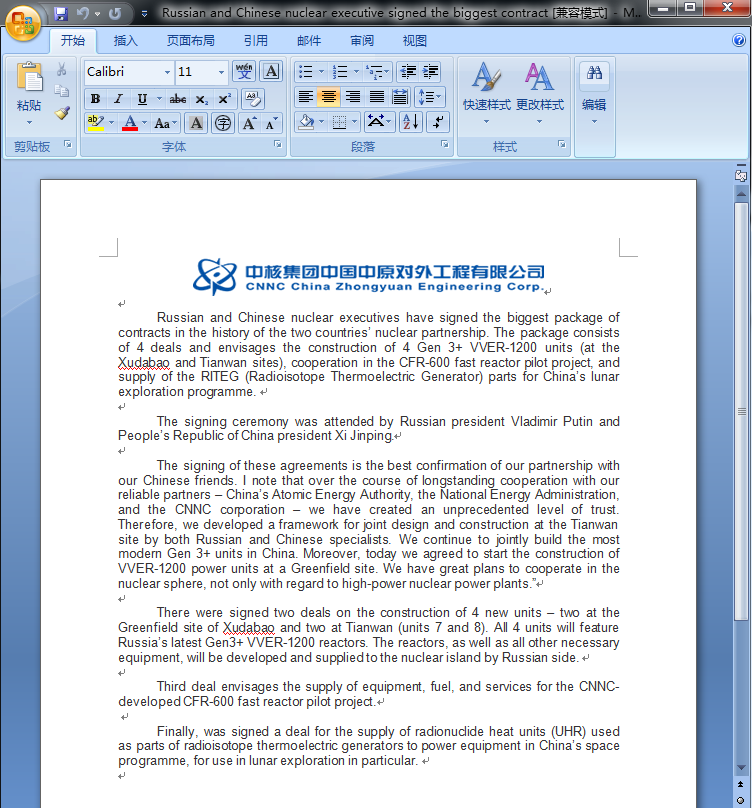 Russian and Chinese nuclear executive signed the biggest contract [兼容模式] - M...
开始 插入 页面布局 引用 邮件 审阅 视图
Calibri 11 wén A
粘贴 快速样式 更改样式 编辑
B I U abc x₂ x² Aa
ab A Aa A 字 A A
剪贴板 字体 段落 样式
中核集团中国中原对外工程有限公司
CNNC China Zhongyuan Engineering Corp.
Russian and Chinese nuclear executives have signed the biggest package of
contracts in the history of the two countries’ nuclear partnership. The package consists
of 4 deals and envisages the construction of 4 Gen 3+ VVER-1200 units (at the
Xudabao and Tianwan sites), cooperation in the CFR-600 fast reactor pilot project, and
supply of the RITEG (Radioisotope Thermoelectric Generator) parts for China’s lunar
exploration programme.
The signing ceremony was attended by Russian president Vladimir Putin and
People’s Republic of China president Xi Jinping.
The signing of these agreements is the best confirmation of our partnership with
our Chinese friends. I note that over the course of longstanding cooperation with our
reliable partners – China’s Atomic Energy Authority, the National Energy Administration,
and the CNNC corporation – we have created an unprecedented level of trust.
Therefore, we developed a framework for joint design and construction at the Tianwan
site by both Russian and Chinese specialists. We continue to jointly build the most
modern Gen 3+ units in China. Moreover, today we agreed to start the construction of
VVER-1200 power units at a Greenfield site. We have great plans to cooperate in the
nuclear sphere, not only with regard to high-power nuclear power plants.”
There were signed two deals on the construction of 4 new units – two at the
Greenfield site of Xudabao and two at Tianwan (units 7 and 8). All 4 units will feature
Russia’s latest Gen3+ VVER-1200 reactors. The reactors, as well as all other necessary
equipment, will be developed and supplied to the nuclear island by Russian side.
Third deal envisages the supply of equipment, fuel, and services for the CNNC-
developed CFR-600 fast reactor pilot project.
Finally, was signed a deal for the supply of radionuclide heat units (UHR) used
as parts of radioisotope thermoelectric generators to power equipment in China’s space
programme, for use in lunar exploration in particular.